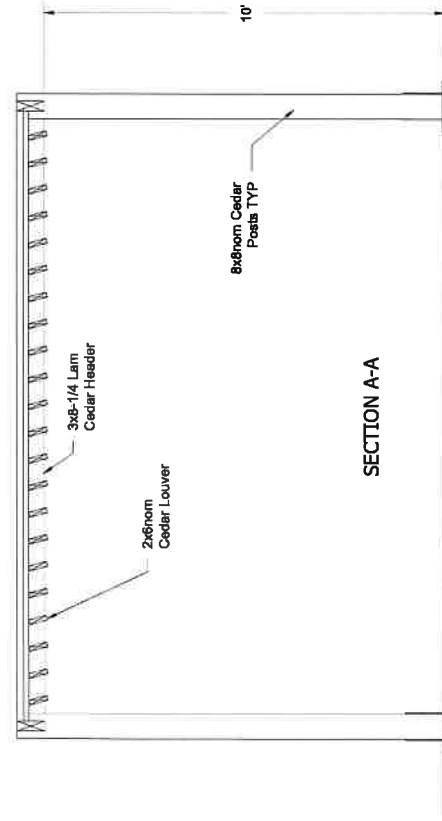 10'
3x8-1/4 Lam
Cedar Header
2x6nom
Cedar Louver
8x8nom Cedar
Posts TYP
SECTION A-A